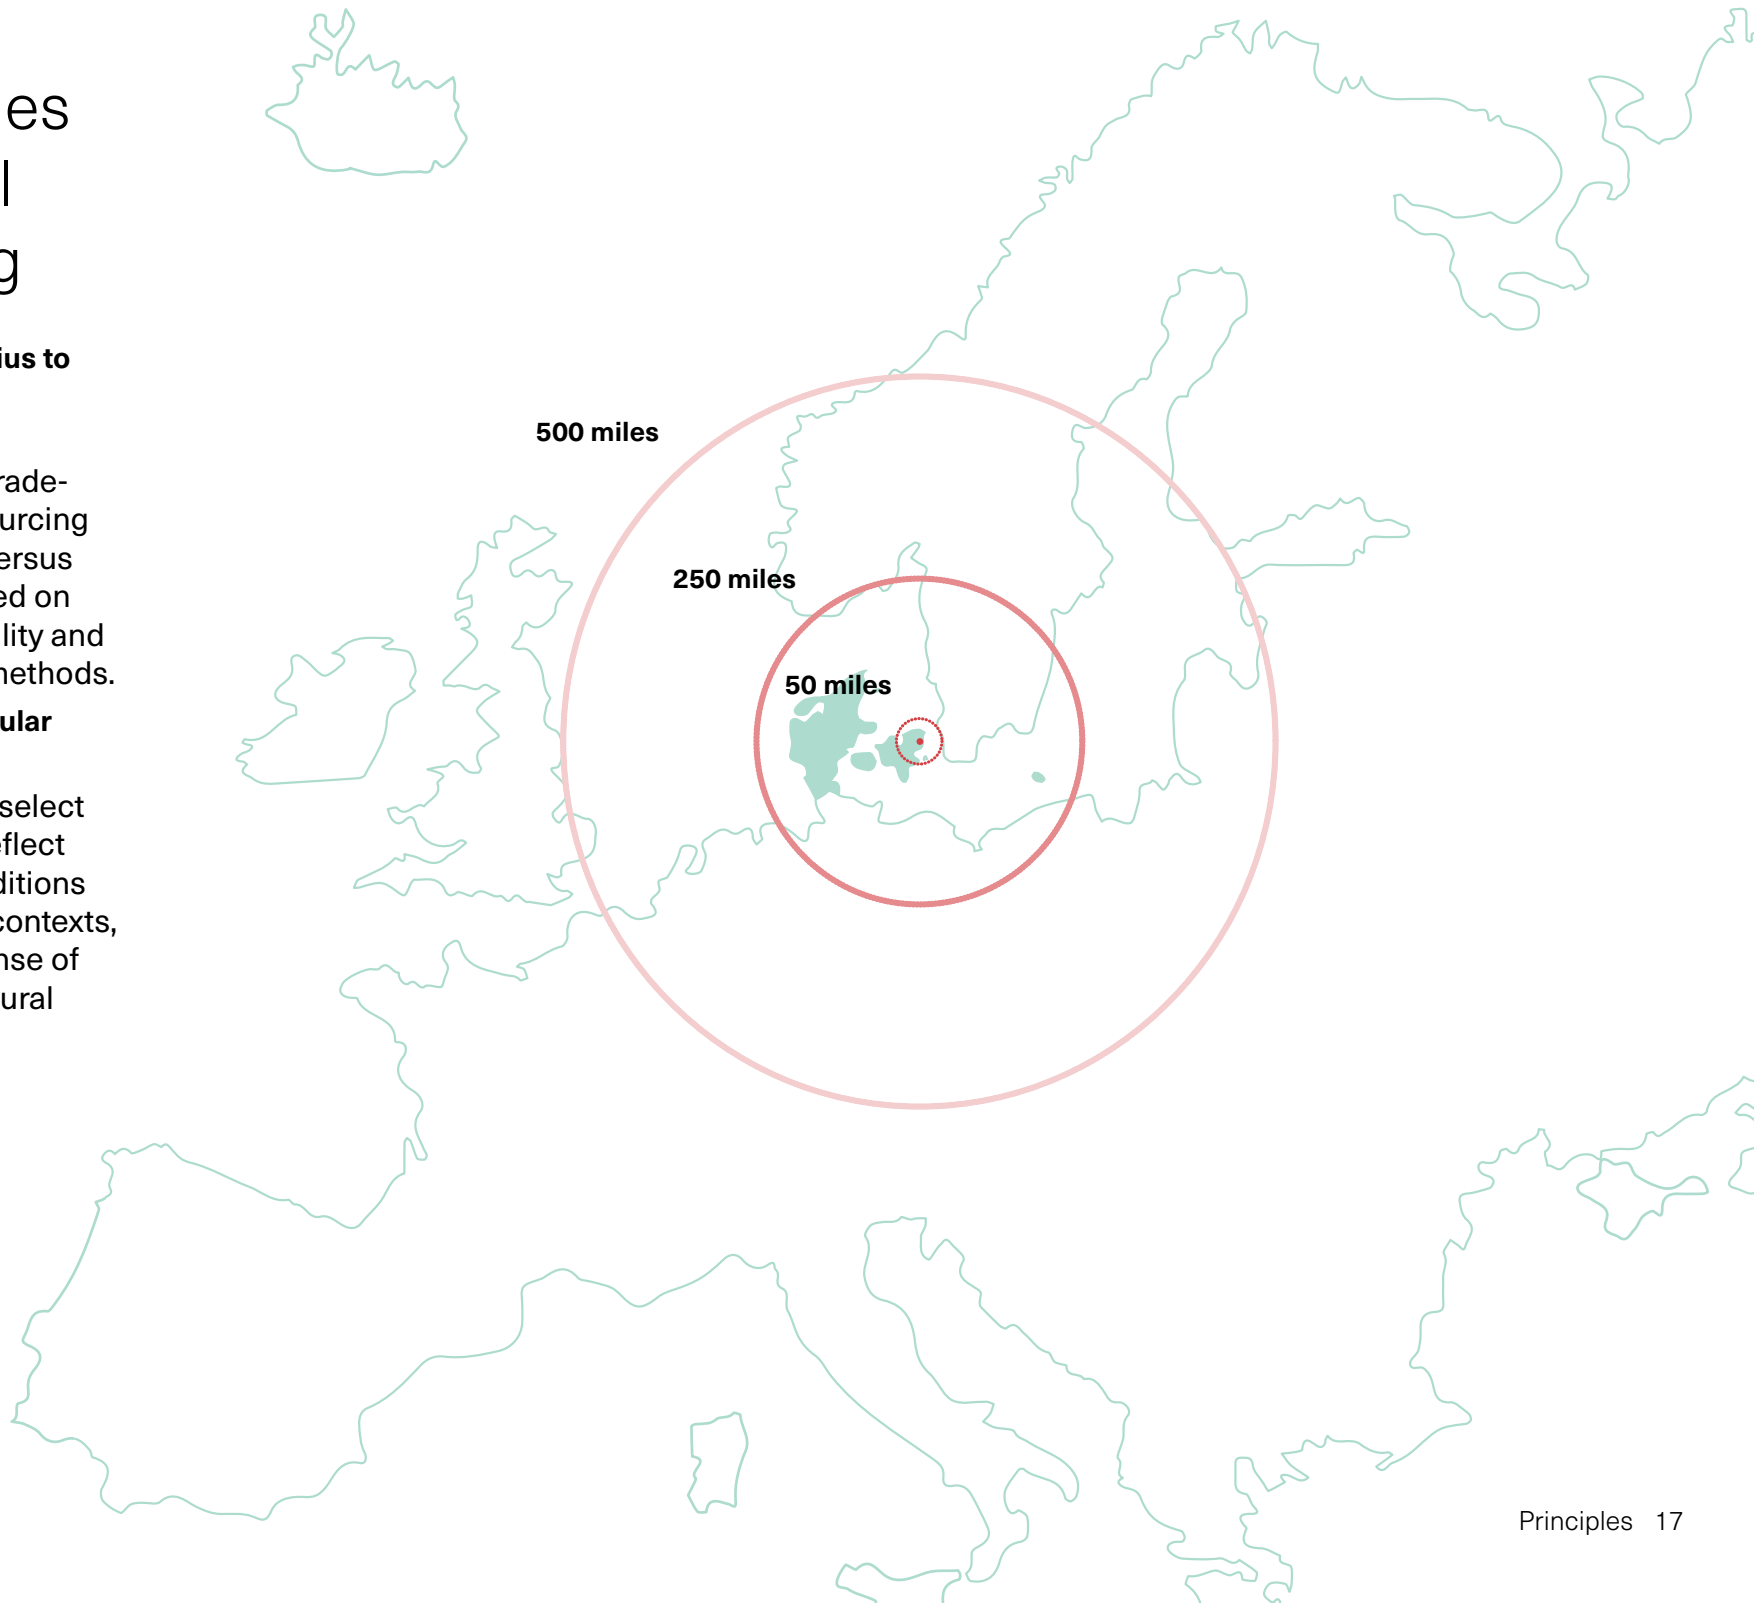 es
l
g
ius to
rade-
urcing
ersus
ed on
lity and
nethods.
ular
select
eflect
ditions
contexts,
nse of
ural
500 miles
250 miles
50 miles
Principles 17